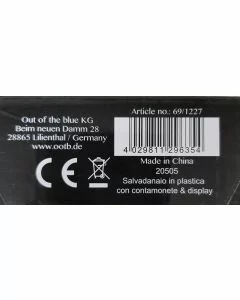 Out of the blue KG
Beim neuen Damm 28
28865 Lilienthal / Germany
www.ootb.de
CE
Article no.: 69/1227
4 029811 296354
Made in China
20505
Salvadanaio in plastica
con contamonete & display